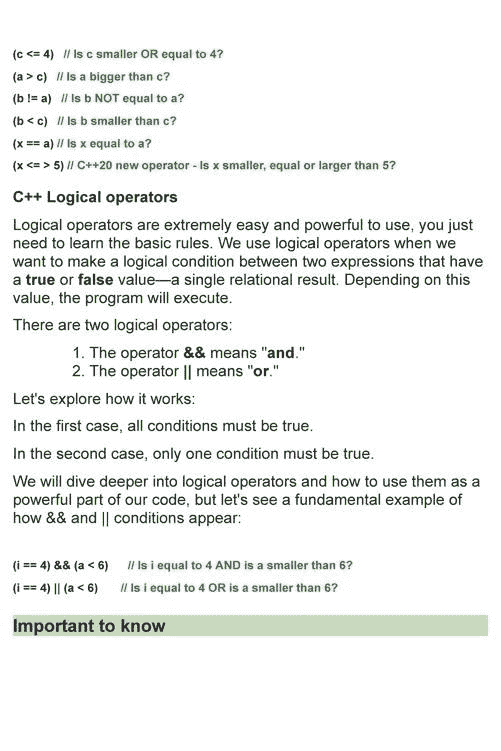 (c <= 4) // Is c smaller OR equal to 4?
(a > c) // Is a bigger than c?
(b != a) // Is b NOT equal to a?
(b < c) // Is b smaller than c?
(x == a) // Is x equal to a?
(x <= > 5) // C++20 new operator - Is x smaller, equal or larger than 5?
C++ Logical operators
Logical operators are extremely easy and powerful to use, you just
need to learn the basic rules. We use logical operators when we
want to make a logical condition between two expressions that have
a true or false value—a single relational result. Depending on this
value, the program will execute.
There are two logical operators:
1. The operator && means "and."
2. The operator || means "or."
Let's explore how it works:
In the first case, all conditions must be true.
In the second case, only one condition must be true.
We will dive deeper into logical operators and how to use them as a
powerful part of our code, but let's see a fundamental example of
how && and || conditions appear:
(i == 4) && (a < 6) // Is i equal to 4 AND is a smaller than 6?
(i == 4) || (a < 6) // Is i equal to 4 OR is a smaller than 6?
Important to know